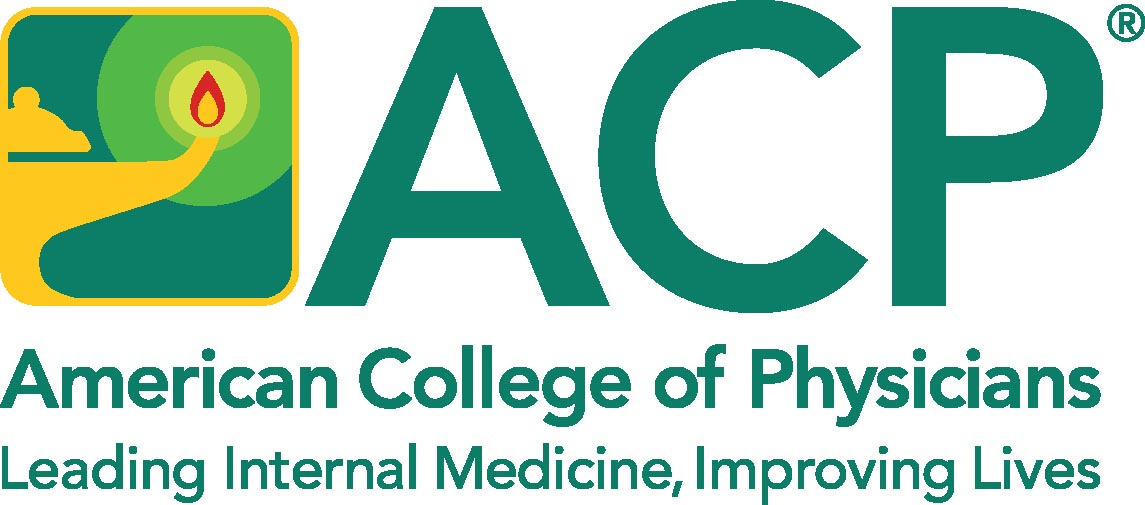 ACP®
American College of Physicians
Leading Internal Medicine, Improving Lives